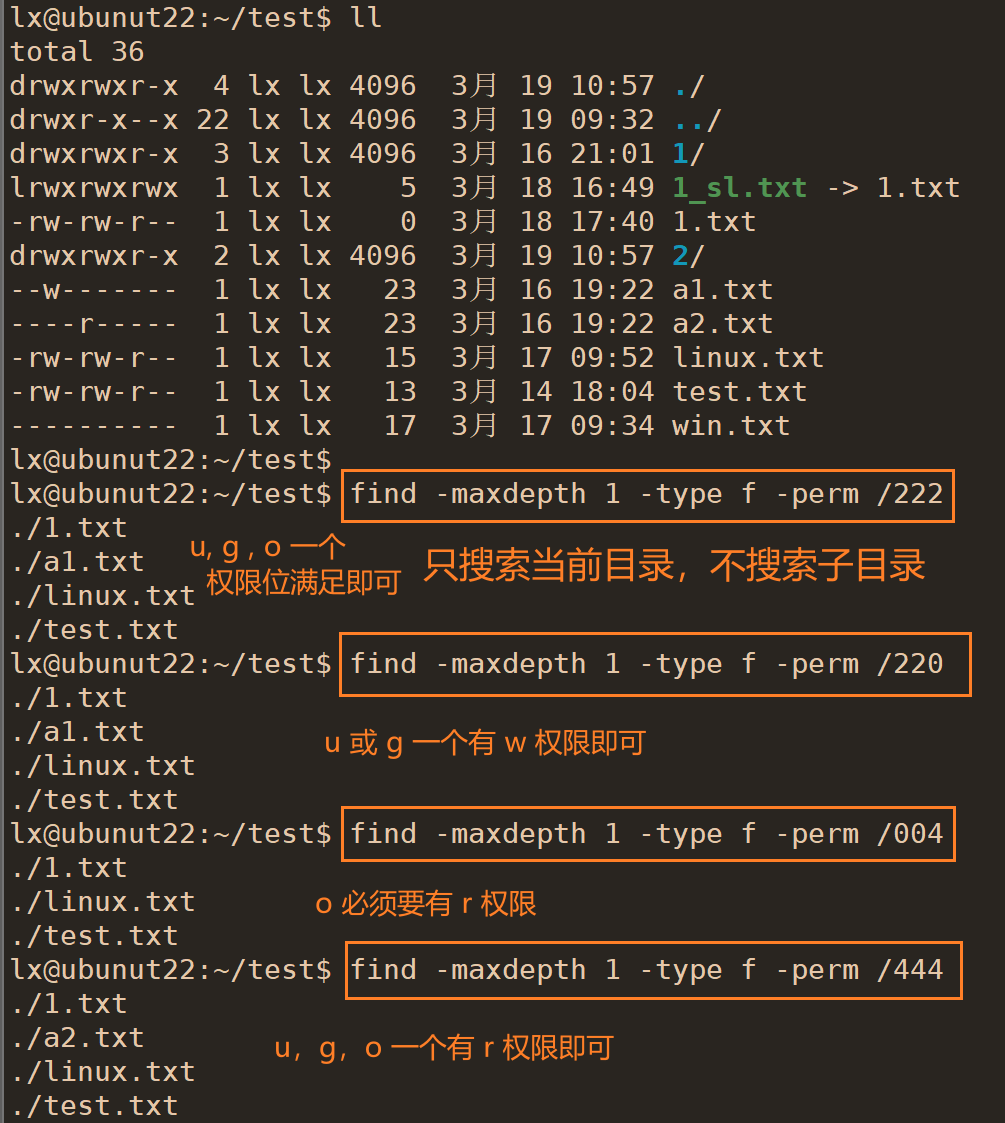 lx@ubunut22:~/test$ ll
total 36
drwxrwxr-x  4 lx lx 4096  3月 19 10:57 ./
drwxr-x--x 22 lx lx 4096  3月 19 09:32 ../
drwxrwxr-x  3 lx lx 4096  3月 16 21:01 1/
lrwxrwxrwx  1 lx lx    5  3月 18 16:49 1_sl.txt -> 1.txt
-rw-rw-r--  1 lx lx    0  3月 18 17:40 1.txt
drwxrwxr-x  2 lx lx 4096  3月 19 10:57 2/
--w-------  1 lx lx   23  3月 16 19:22 a1.txt
----r-----  1 lx lx   23  3月 16 19:22 a2.txt
-rw-rw-r--  1 lx lx   15  3月 17 09:52 linux.txt
-rw-rw-r--  1 lx lx   13  3月 14 18:04 test.txt
----------  1 lx lx   17  3月 17 09:34 win.txt
lx@ubunut22:~/test$
lx@ubunut22:~/test$ find -maxdepth 1 -type f -perm /222
./1.txt
./a1.txt
./linux.txt
./test.txt
u, g , o 一个
权限位满足即可
只搜索当前目录，不搜索子目录
lx@ubunut22:~/test$ find -maxdepth 1 -type f -perm /220
./1.txt
./a1.txt
./linux.txt
./test.txt
u 或 g 一个有 w 权限即可
lx@ubunut22:~/test$ find -maxdepth 1 -type f -perm /004
./1.txt
./linux.txt
./test.txt
o 必须要有 r 权限
lx@ubunut22:~/test$ find -maxdepth 1 -type f -perm /444
./1.txt
./a2.txt
./linux.txt
./test.txt
u，g，o 一个有 r 权限即可